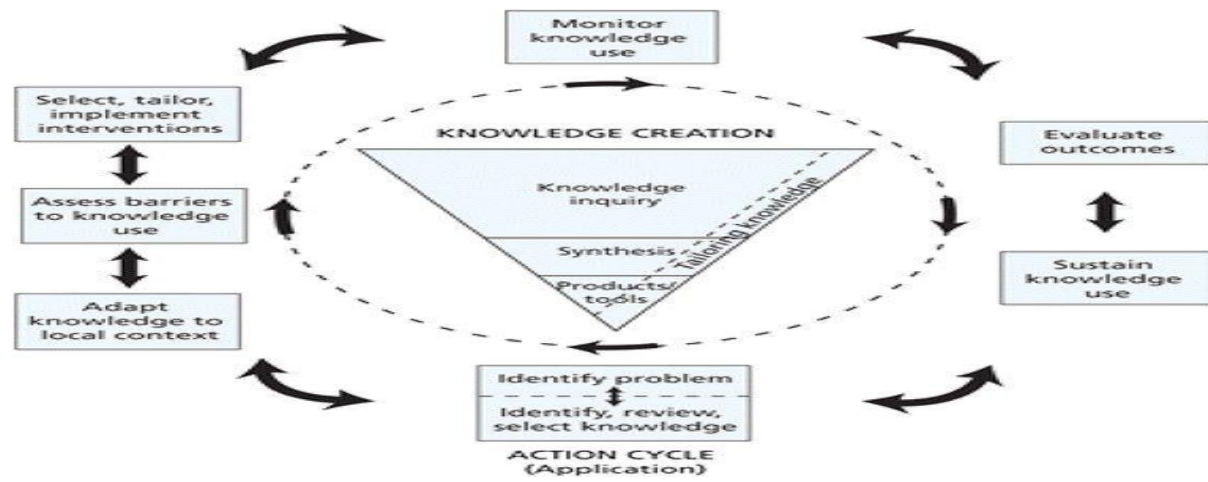 Monitor
knowledge
use
Select, tailor,
implement
interventions
KNOWLEDGE CREATION
Evaluate
outcomes
Knowledge
inquiry
Tailoring knowledge
Assess barriers
to knowledge
use
Synthesis
Products/
tools
Sustain
knowledge
use
Adapt
knowledge to
local context
Identify problem
Identify, review,
select knowledge
ACTION CYCLE
(Application)